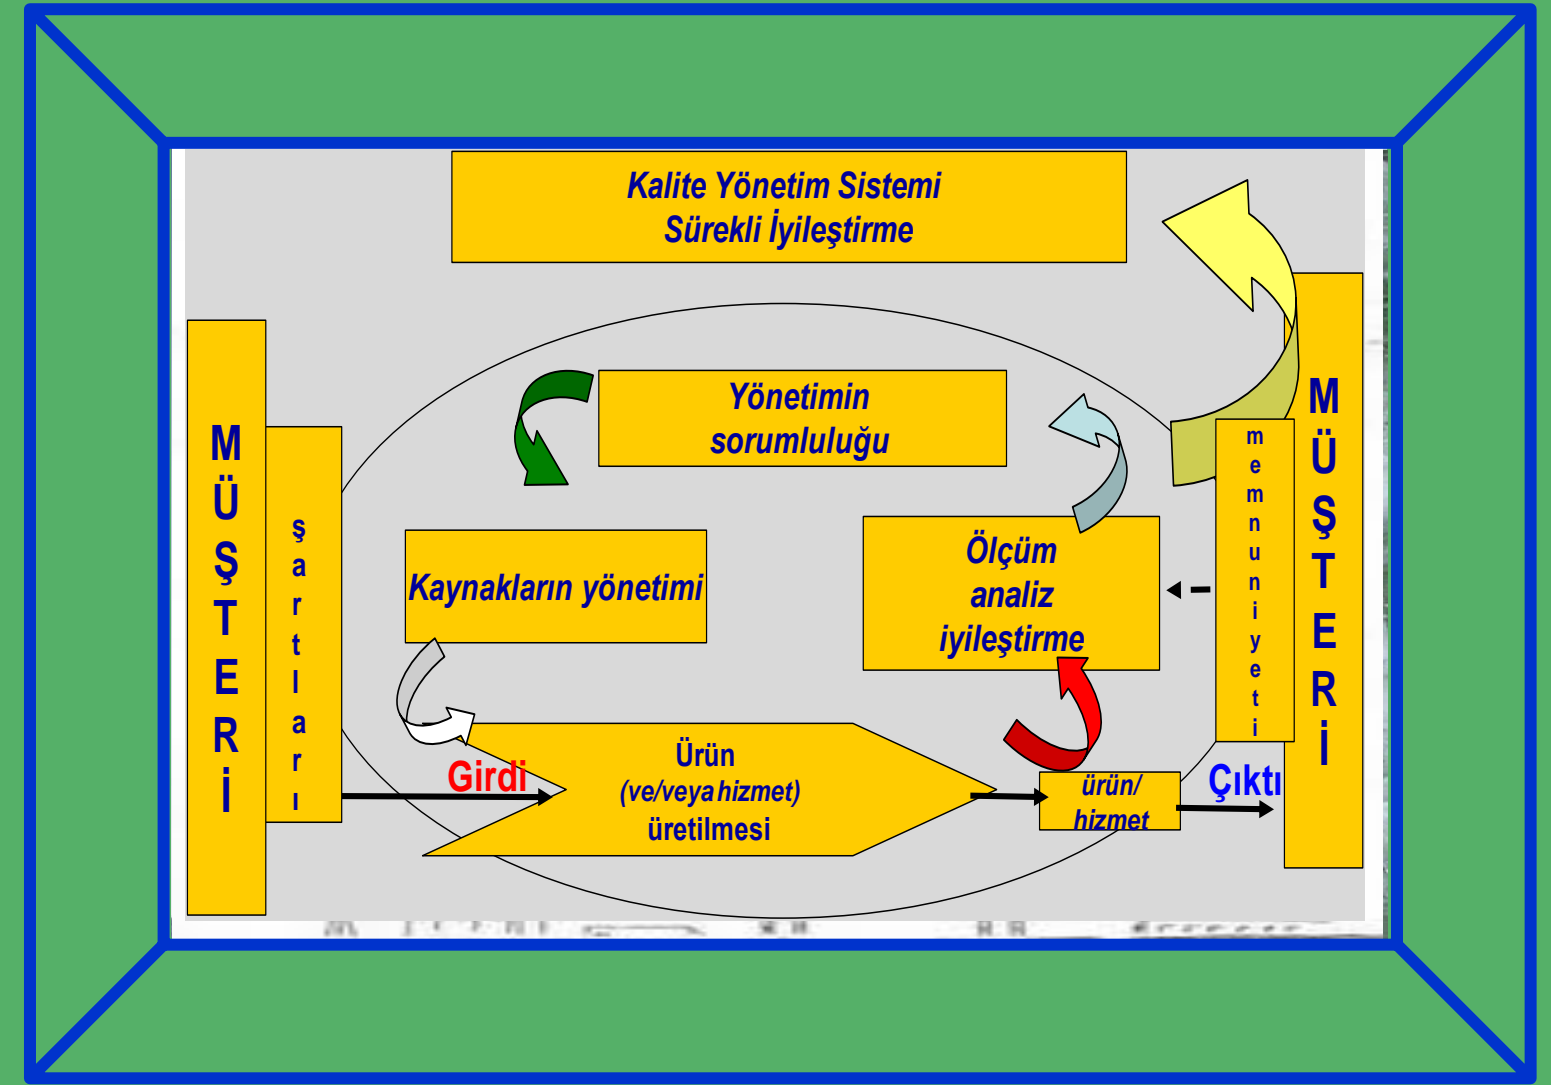 Kalite Yönetim Sistemi
Sürekli İyileştirme
MÜŞTERİ
şartları
Yönetimin
sorumluluğu
Kaynakların yönetimi
Ölçüm
analiz
iyileştirme
memnuniyeti
MÜŞTERİ
Girdi
Ürün
(ve/veya hizmet)
üretilmesi
ürün/
hizmet
Çıktı